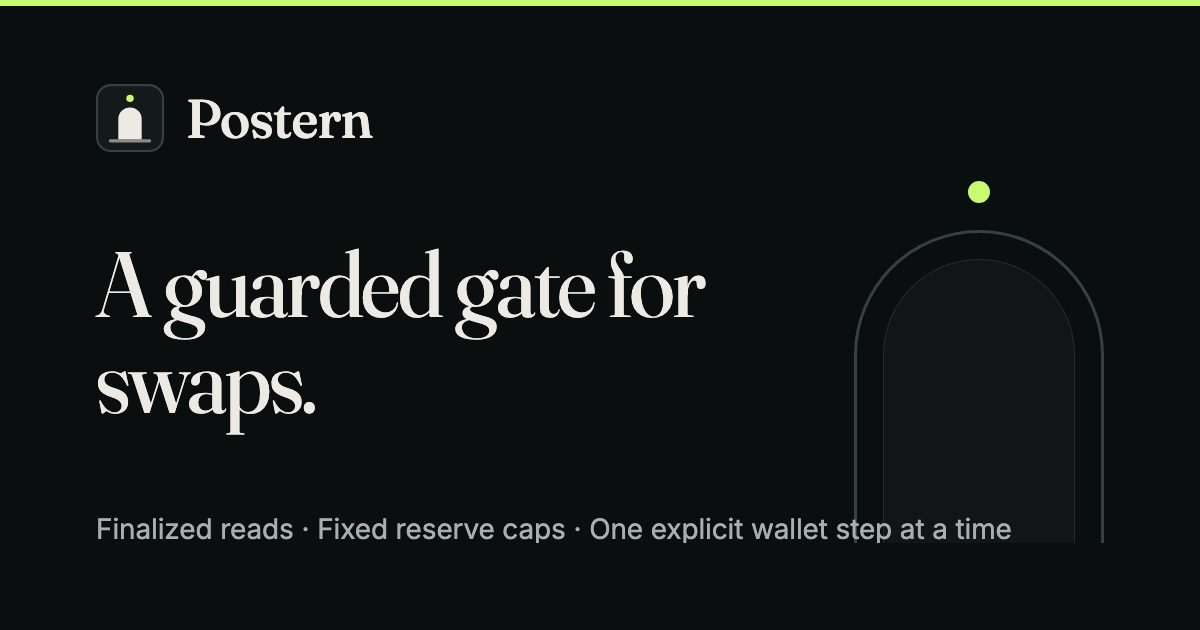 Postern
A guarded gate for
swaps.
Finalized reads · Fixed reserve caps · One explicit wallet step at a time